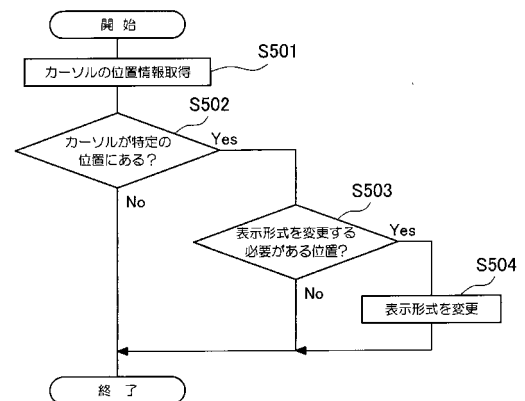 開 始
S501
カーソルの位置情報取得
S502
カーソルが特定の
位置にある?
Yes
No
S503
表示形式を変更する
必要がある位置?
Yes
No
S504
表示形式を変更
終 了